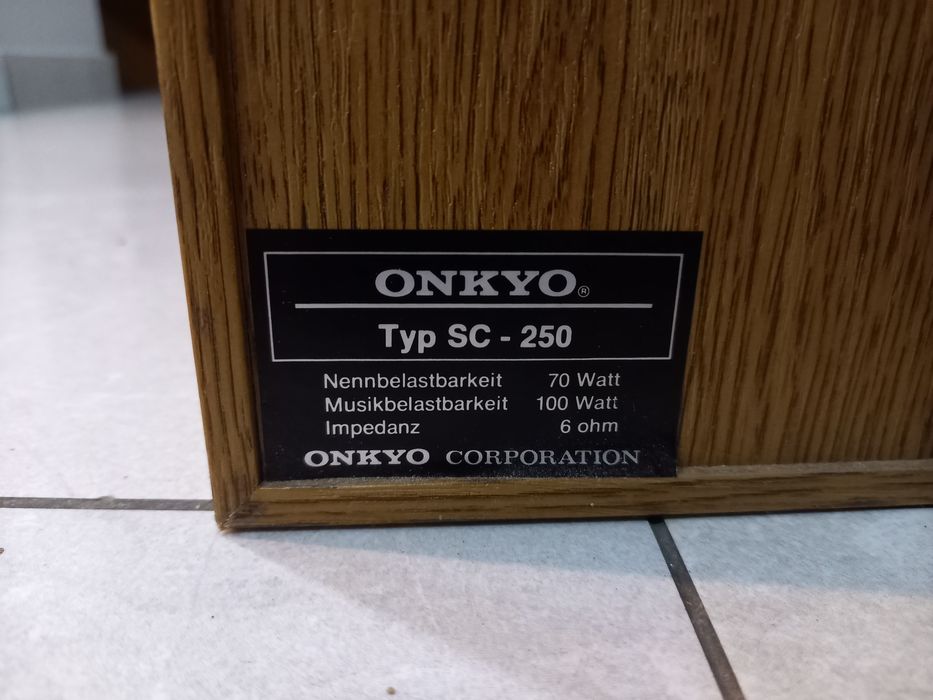 ONKYO®
Typ SC - 250
Nennbelastbarkeit 70 Watt
Musikbelastbarkeit 100 Watt
Impedanz 6 ohm
ONKYO CORPORATION